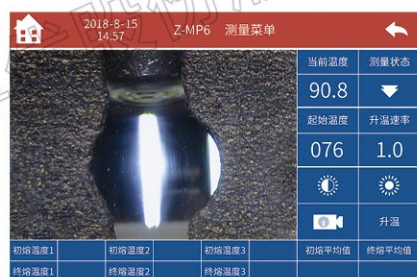 2018-8-15
14:57
Z-MP6 测量菜单
当前温度 测量状态
90.8
起始温度 升温速率
076 1.0
升温
初熔温度1 初熔温度2 初熔温度3 初熔平均值 终熔平均值
终熔温度1 终熔温度2 终熔温度3